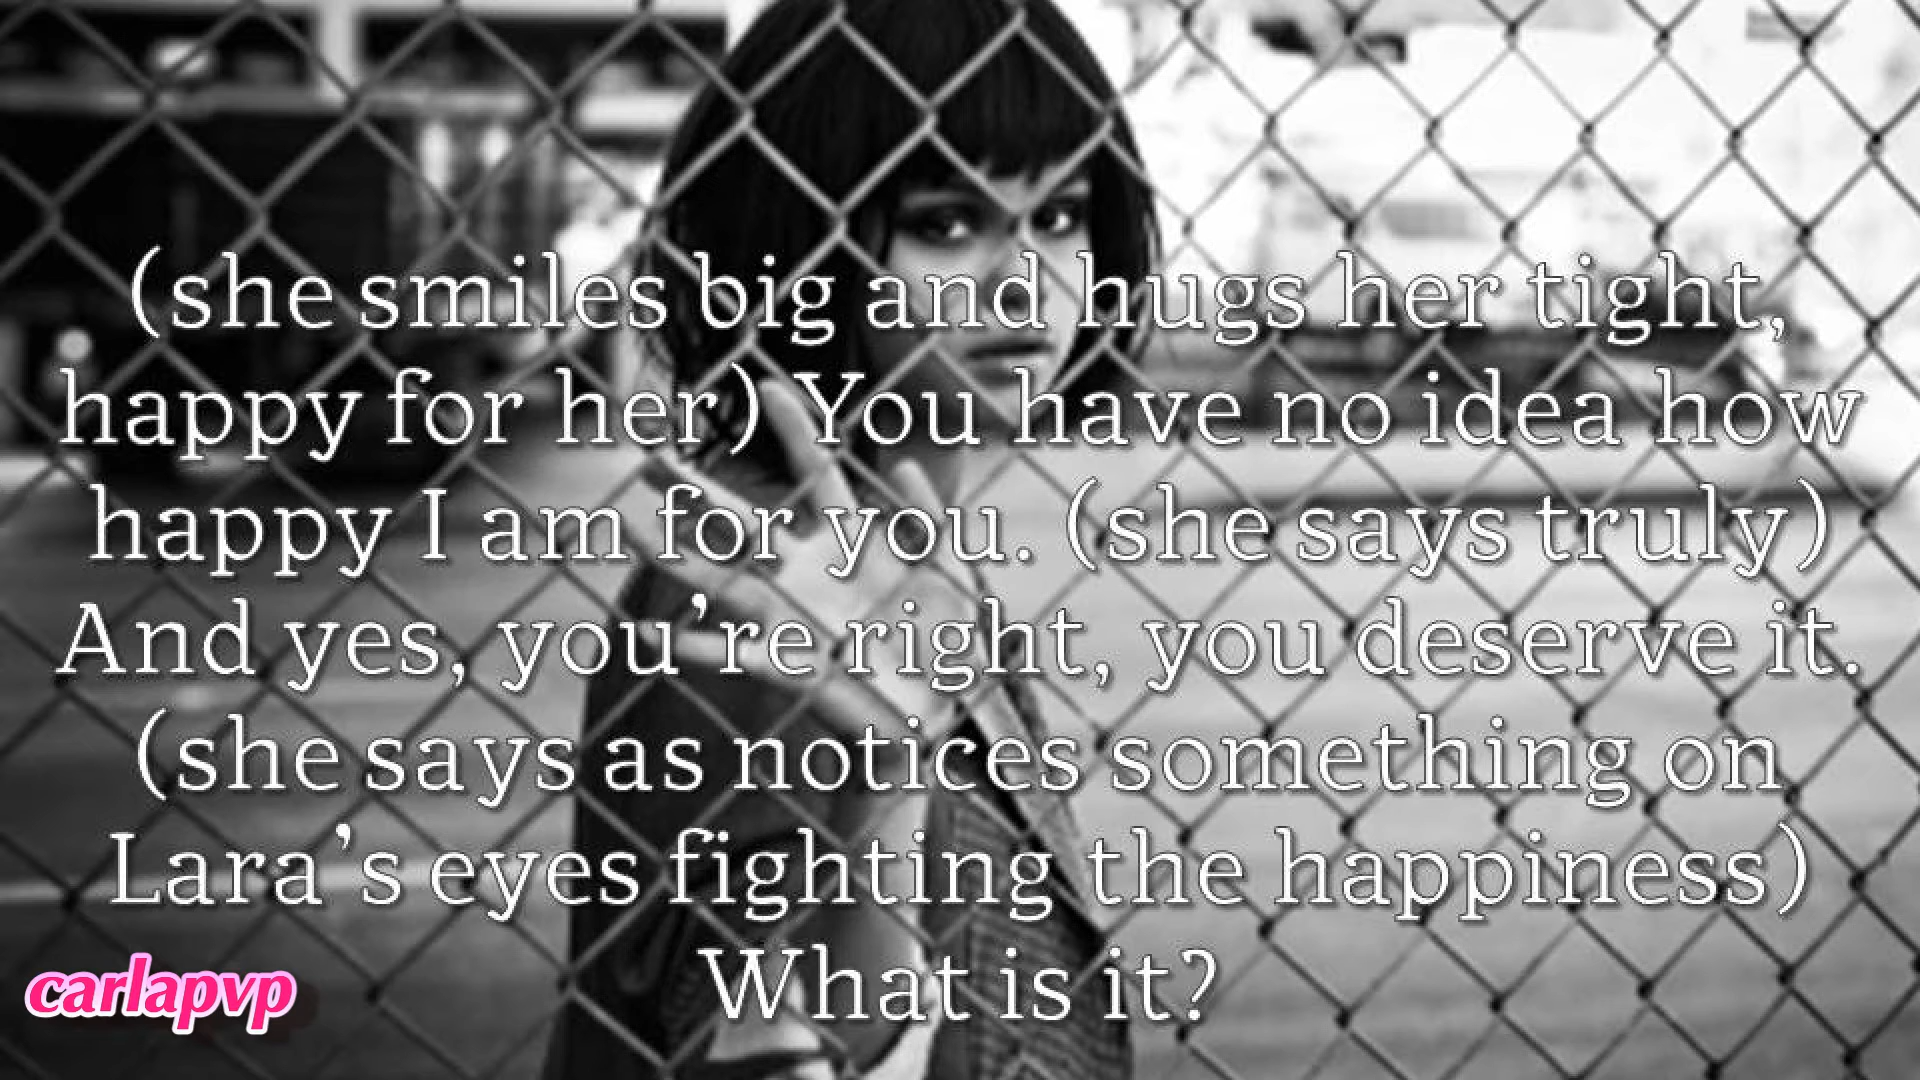 (she smiles big and hugs her tight,
happy for her) You have no idea how
happy I am for you. (she says truly)
And yes, you’re right, you deserve it.
(she says as notices something on
Lara’s eyes fighting the happiness)
What is it?
carlapvp